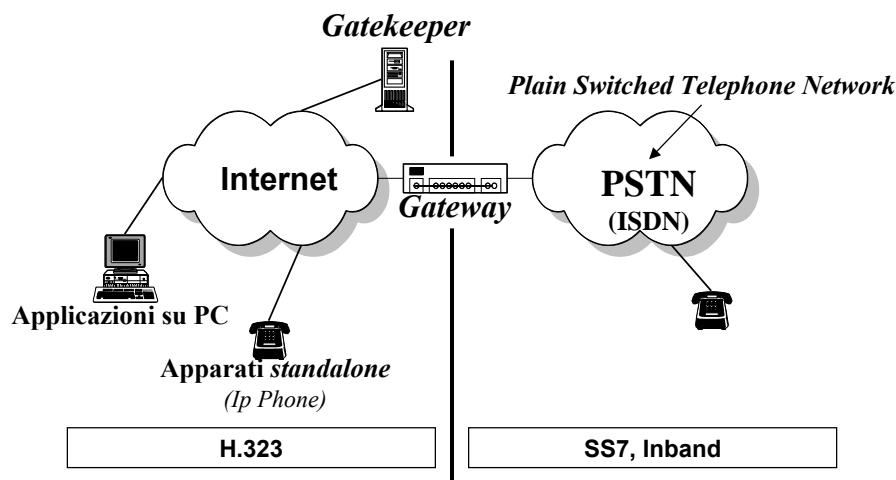 Gatekeeper
Plain Switched Telephone Network
Internet
Gateway
PSTN
(ISDN)
Applicazioni su PC
Apparati standalone
(Ip Phone)
H.323
SS7, Inband